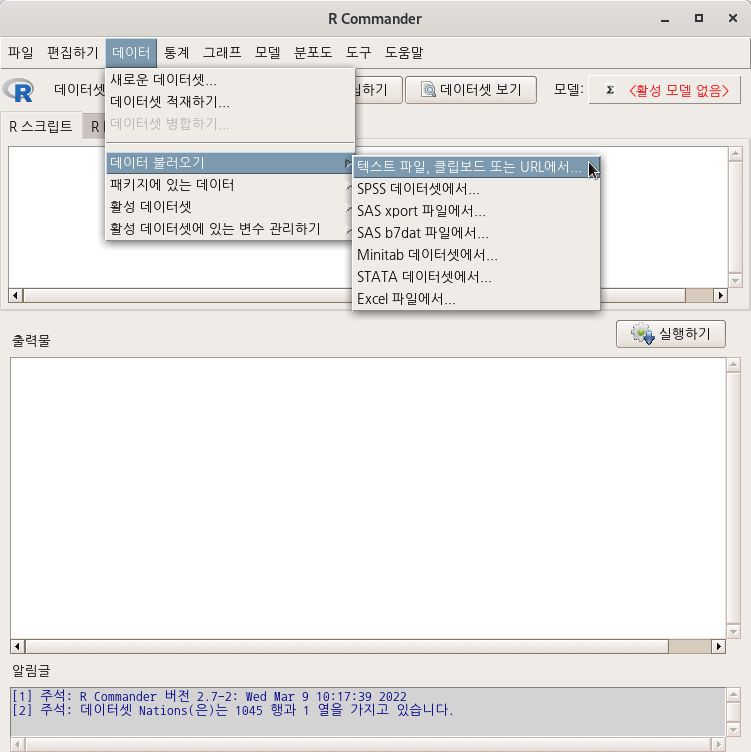 R Commander
파일 편집하기 데이터 통계 그래프 모델 분포도 도구 도움말
새로운 데이터셋...
데이터셋 적재하기...
데이터셋 병합하기...
데이터 불러오기
패키지에 있는 데이터
활성 데이터셋
활성 데이터셋에 있는 변수 관리하기
텍스트 파일, 클립보드 또는 URL에서...
SPSS 데이터셋에서...
SAS xport 파일에서...
SAS b7dat 파일에서...
Minitab 데이터셋에서...
STATA 데이터셋에서...
Excel 파일에서...
R 데이터셋 집하기 데이터셋 보기 모델: Σ <활성 모델 없음>
R 스크립트 R
출력물 실행하기
알림글
[1] 주석: R Commander 버전 2.7-2: Wed Mar 9 10:17:39 2022
[2] 주석: 데이터셋 Nations(은)는 1045 행과 1 열을 가지고 있습니다.